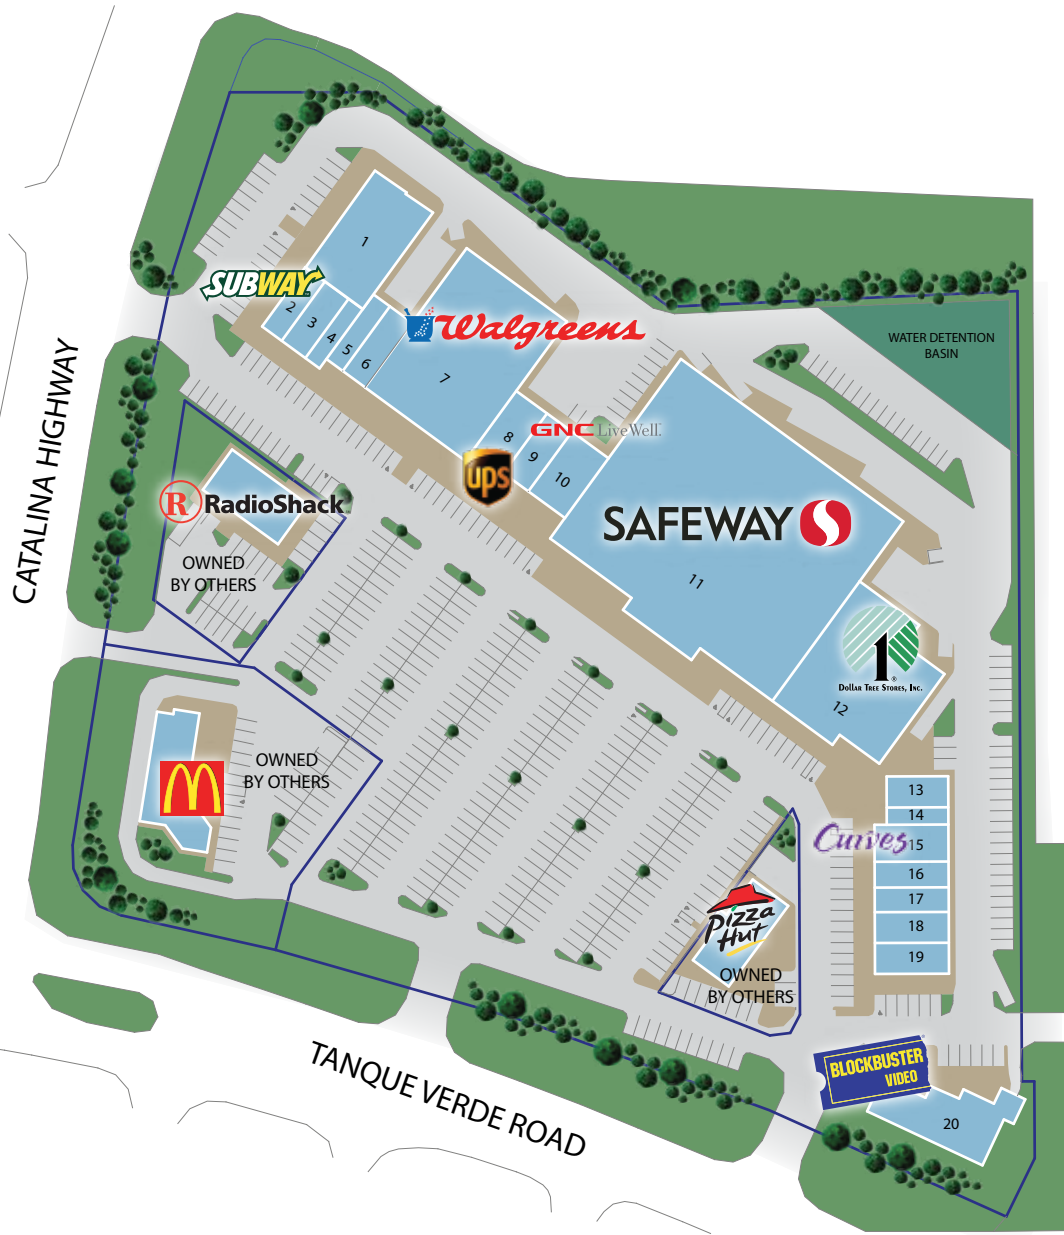 1
SUBWAY
2
3
4
5
6
Walgreens
7
WATER DETENTION
BASIN
CATALINA HIGHWAY
8
9
10
GNC LiveWell.
ups
R RadioShack
OWNED
BY OTHERS
SAFEWAY
11
1
Dollar Tree Stores, Inc.
12
OWNED
BY OTHERS
13
14
Curves
15
16
17
18
19
Pizza
Hut
OWNED
BY OTHERS
TANQUE VERDE ROAD
BLOCKBUSTER
VIDEO
20